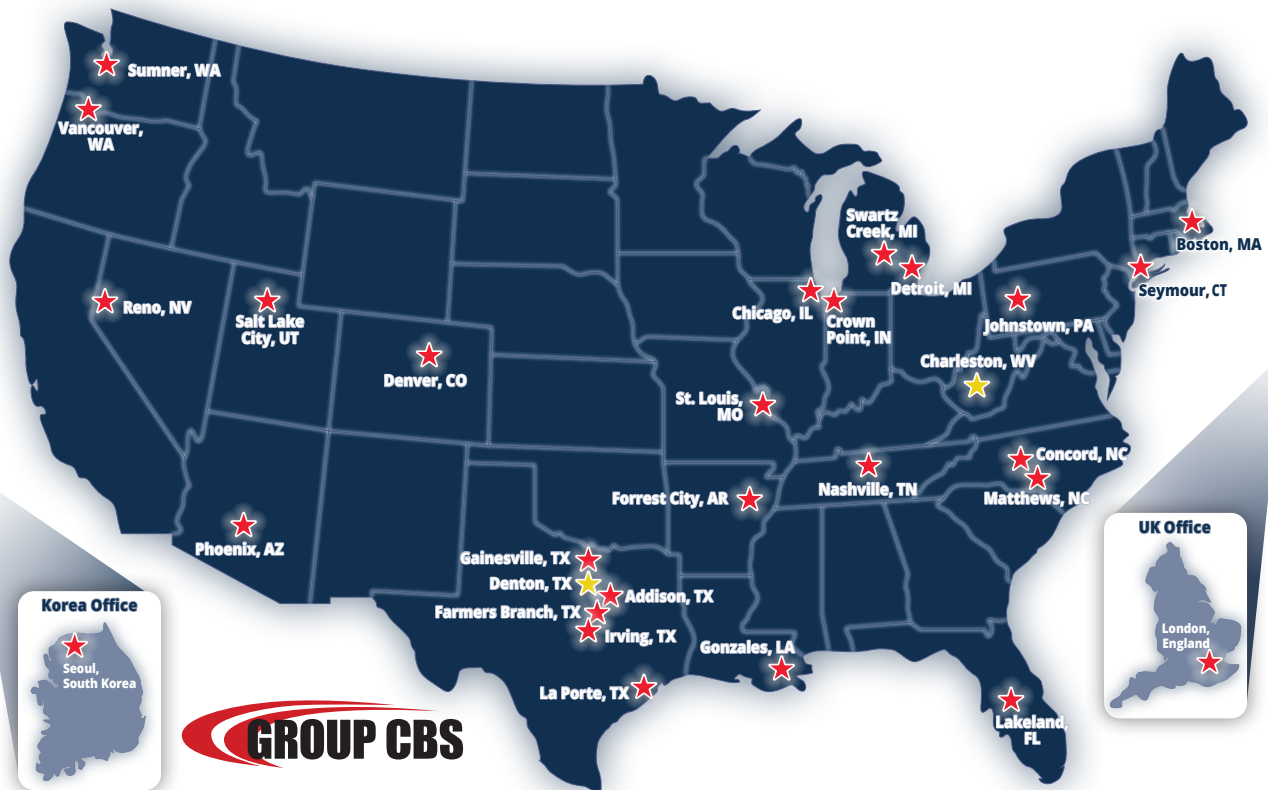 Sumner, WA
Vancouver,
WA
Reno, NV
Salt Lake
City, UT
Denver, CO
Phoenix, AZ
Swartz
Creek, MI
Detroit, MI
Chicago, IL
Crown
Point, IN
St. Louis,
MO
Boston, MA
Seymour, CT
Johnstown, PA
Charleston, WV
Concord, NC
Matthews, NC
Nashville, TN
Forrest City, AR
Gainesville, TX
Denton, TX
Addison, TX
Farmers Branch, TX
Irving, TX
La Porte, TX
Gonzales, LA
Lakeland,
FL
Korea Office
Seoul,
South Korea
GROUP CBS
UK Office
London,
England